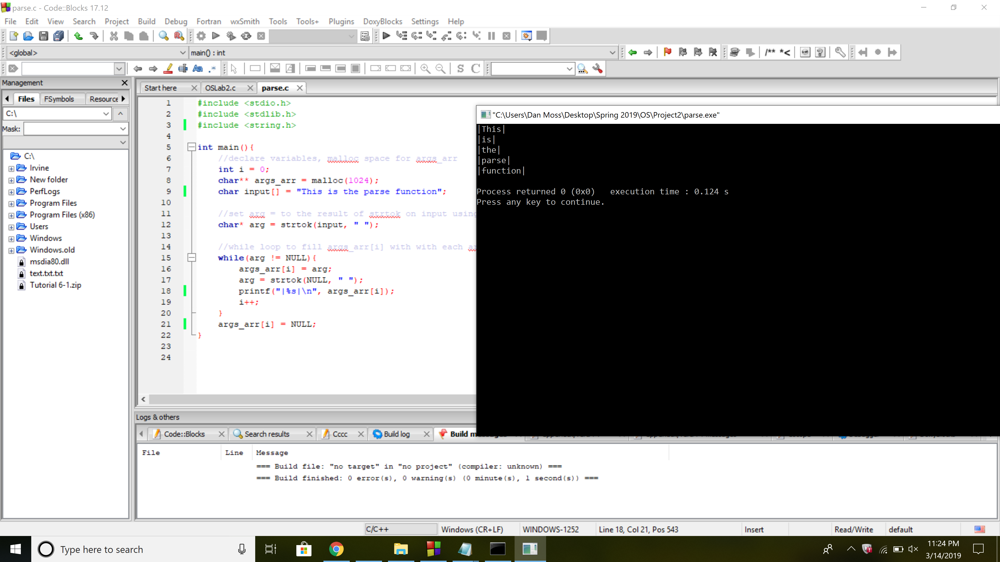 parse.c - Code::Blocks 17.12
File Edit View Search Project Build Debug Fortran wxSmith Tools Tools+ Plugins DoxyBlocks Settings Help
<global> main() : int
/** *<
Aa .* S C
Management
Start here OSLab2.c parse.c
Files FSymbols Resource
C:\
Mask:
C:\
Irvine
New folder
PerfLogs
Program Files
Program Files (x86)
Users
Windows
Windows.old
msdia80.dll
text.txt.txt
Tutorial 6-1.zip
1 #include <stdio.h>
2 #include <stdlib.h>
3 #include <string.h>
4
5 int main(){
6 //declare variables, malloc space for args_arr
7 int i = 0;
8 char** args_arr = malloc(1024);
9 char input[] = "This is the parse function";
10
11 //set arg = to the result of strtok on input using
12 char* arg = strtok(input, " ");
13
14 //while loop to fill args_arr[i] with with each
15 while(arg != NULL){
16 args_arr[i] = arg;
17 arg = strtok(NULL, " ");
18 printf("|%s|\n", args_arr[i]);
19 i++;
20 }
21 args_arr[i] = NULL;
22 }
23
24
"C:\Users\Dan Moss\Desktop\Spring 2019\OS\Project2\parse.exe"
|This|
|is|
|the|
|parse|
|function|
Process returned 0 (0x0) execution time : 0.124 s
Press any key to continue.
Logs & others
Code::Blocks Search results Cccc Build log Build
File Line Message
=== Build file: "no target" in "no project" (compiler: unknown) ===
=== Build finished: 0 error(s), 0 warning(s) (0 minute(s), 1 second(s)) ===
C/C++ Windows (CR+LF) WINDOWS-1252 Line 18, Col 21, Pos 543 Insert Read/Write default
Type here to search
11:24 PM
3/14/2019